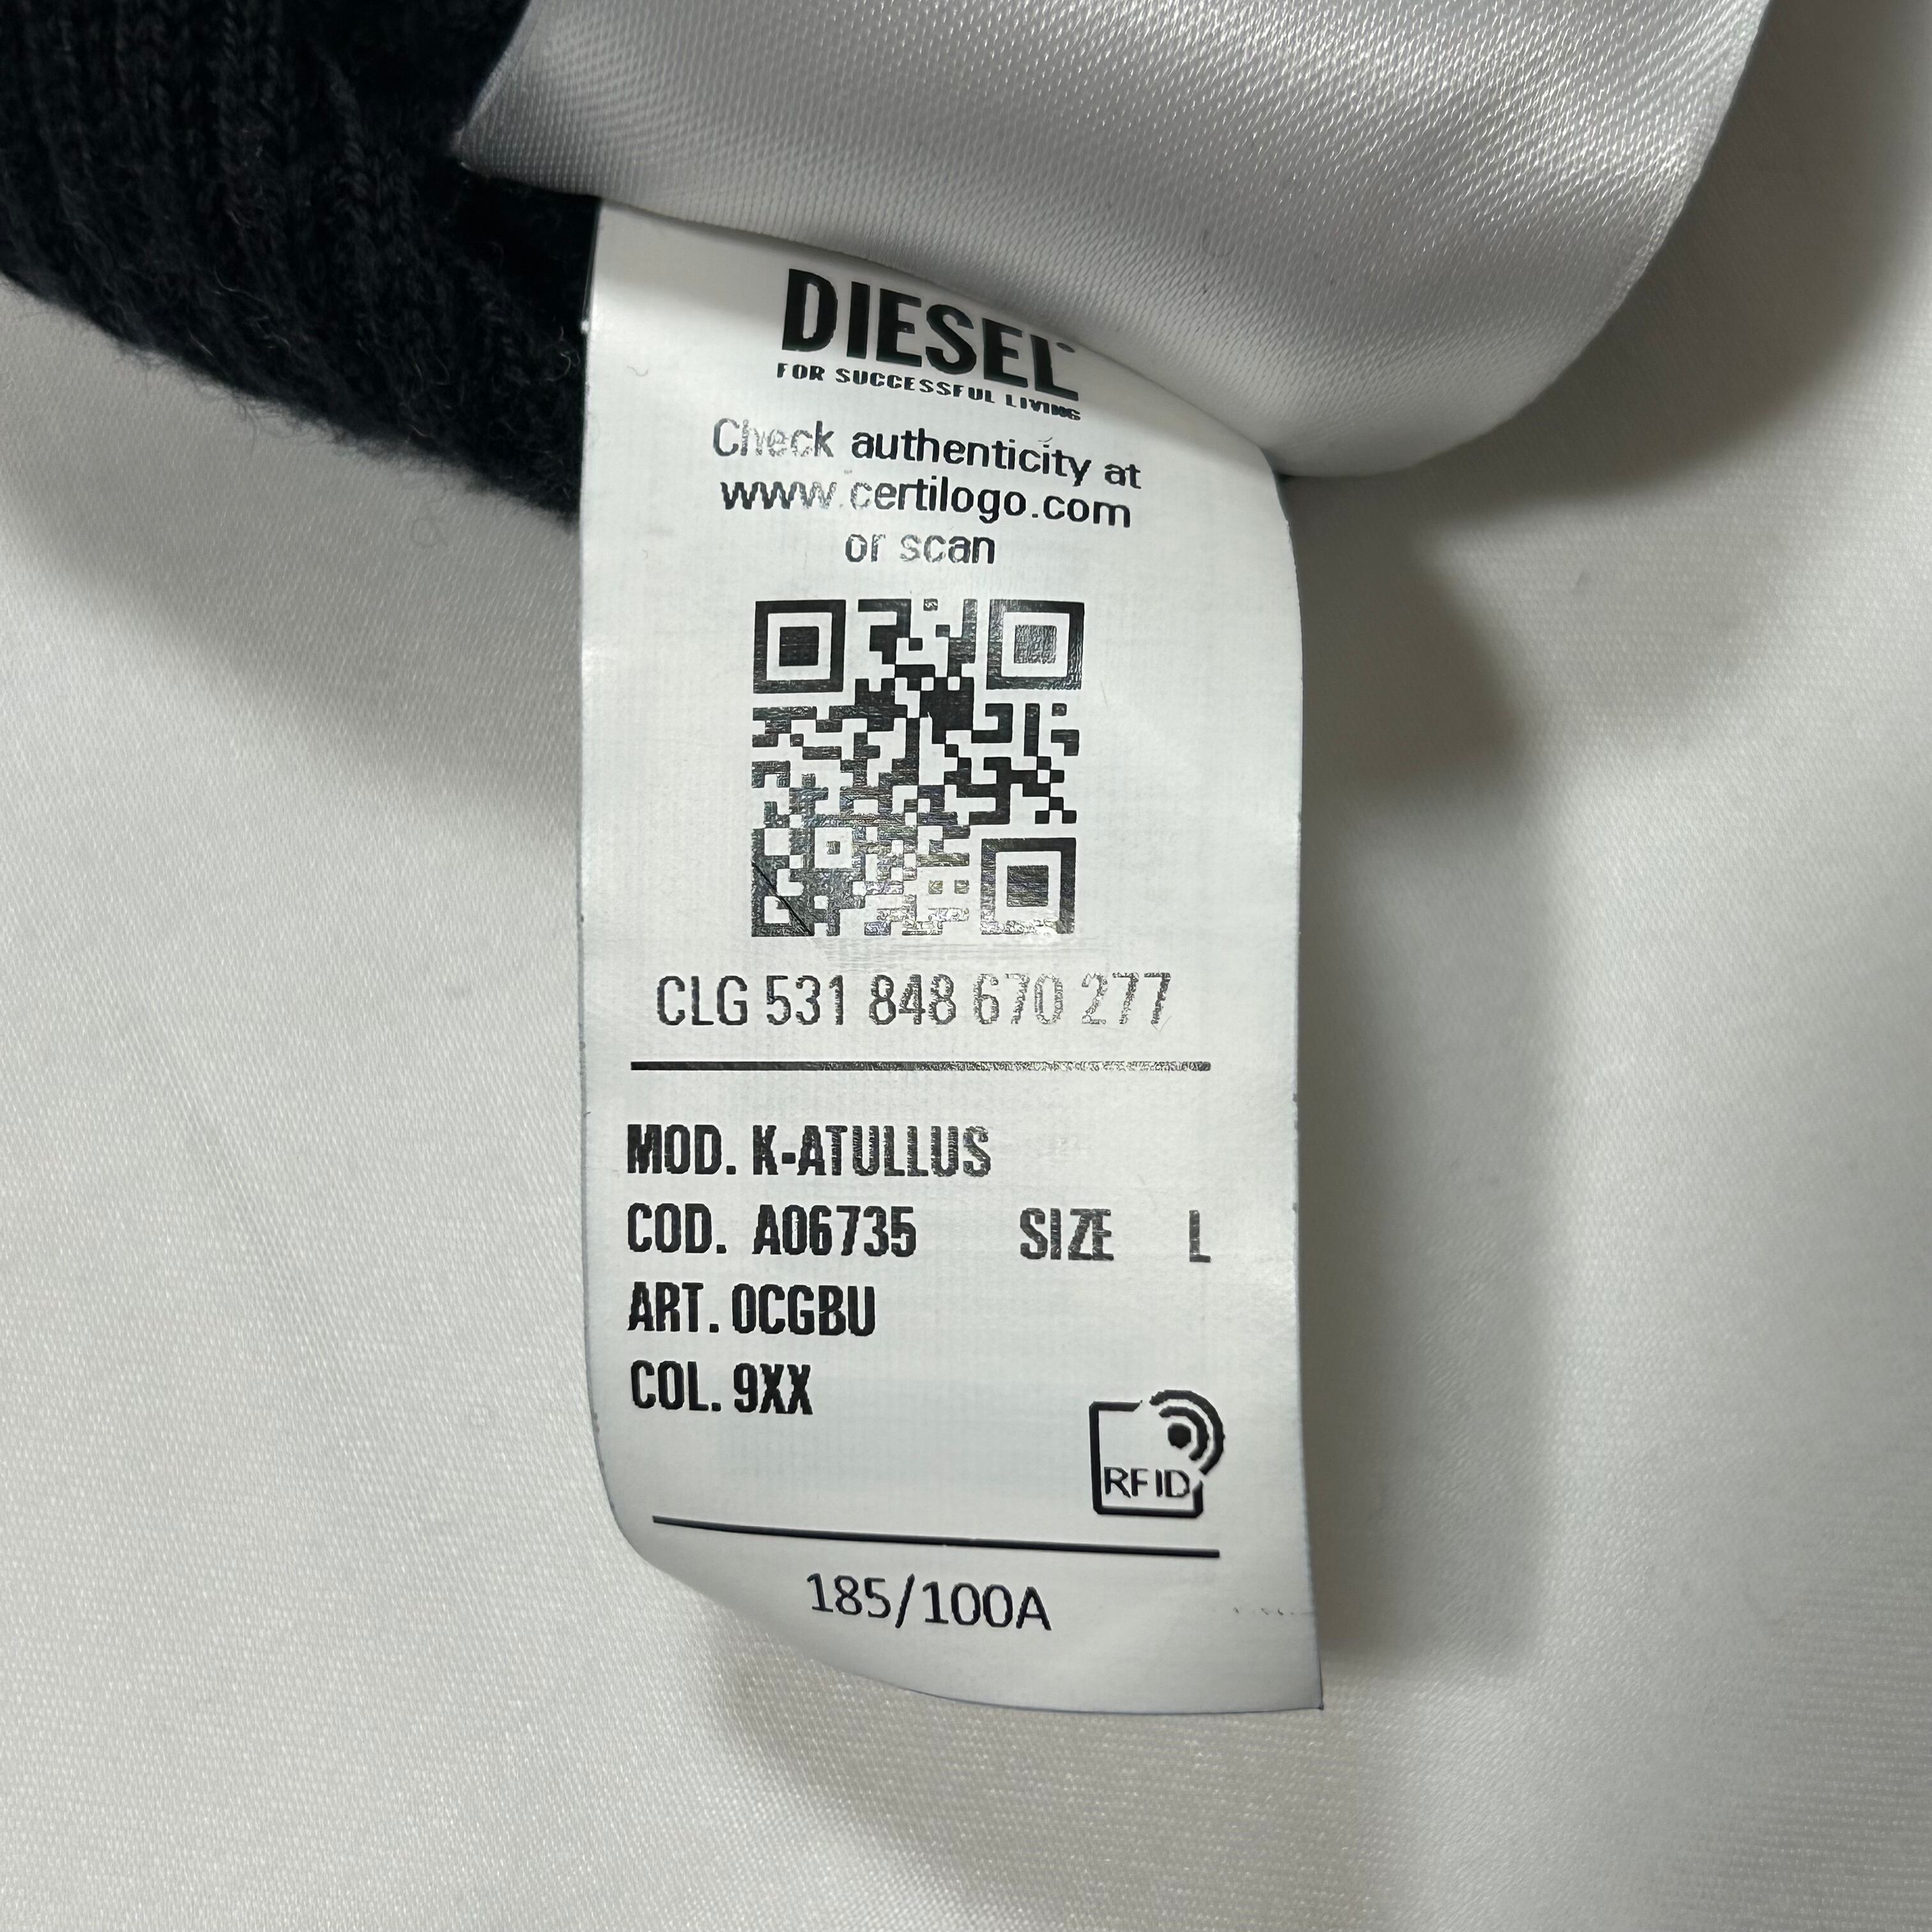 DIESEL
FOR SUCCESSFUL LIVING
Check authenticity at
www.certilogo.com
or scan
CLG 531 848 670 277
MOD. K-ATULLUS
COD. A06735 SIZE L
ART. 0CGBU
COL. 9XX
RFID
185/100A